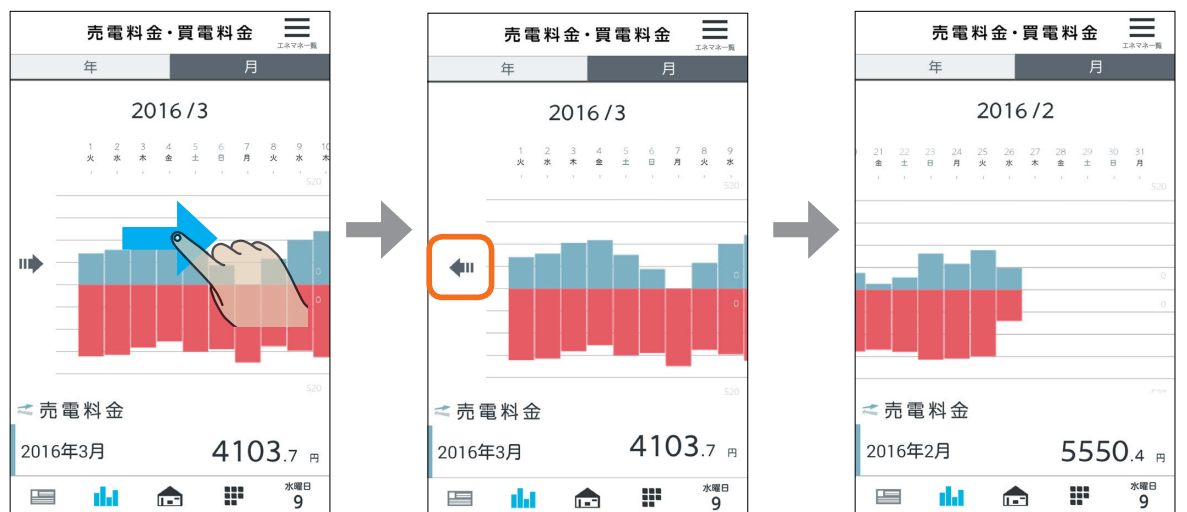 売電料金・買電料金
エネマネ一覧
年 月
2016/3
1 2 3 4 5 6 7 8 9 10
火 水 木 金 土 日 月 火 水 木
520
0
0
520
売電料金
2016年3月 4103.7 円
水曜日
9
売電料金・買電料金
エネマネ一覧
年 月
2016/3
1 2 3 4 5 6 7 8 9
火 水 木 金 土 日 月 火 水
520
0
0
520
売電料金
2016年3月 4103.7 円
水曜日
9
売電料金・買電料金
エネマネ一覧
年 月
2016/2
21 22 23 24 25 26 27 28 29 30 31
金 土 日 月 火 水 木 金 土 日 月
520
0
0
売電料金
2016年2月 5550.4 円
水曜日
9